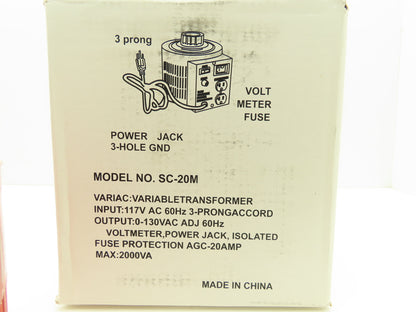 3 prong
VOLT
METER
FUSE
POWER JACK
3-HOLE GND
MODEL NO. SC-20M
VARIAC:VARIABLETRANSFORMER
INPUT:117V AC 60Hz 3-PRONGACCORD
OUTPUT:0-130VAC ADJ 60Hz
VOLTMETER,POWER JACK, ISOLATED
FUSE PROTECTION AGC-20AMP
MAX:2000VA
MADE IN CHINA